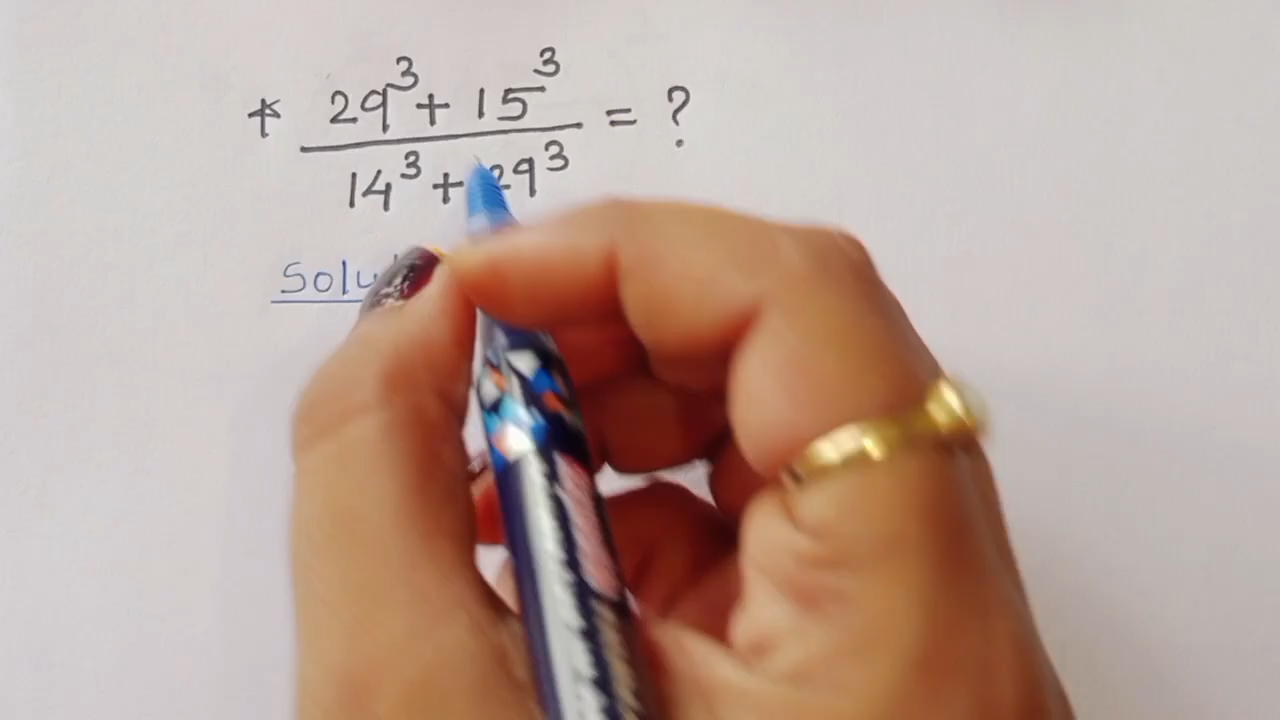 * 29³ + 15³ = ?
14³ + 29³